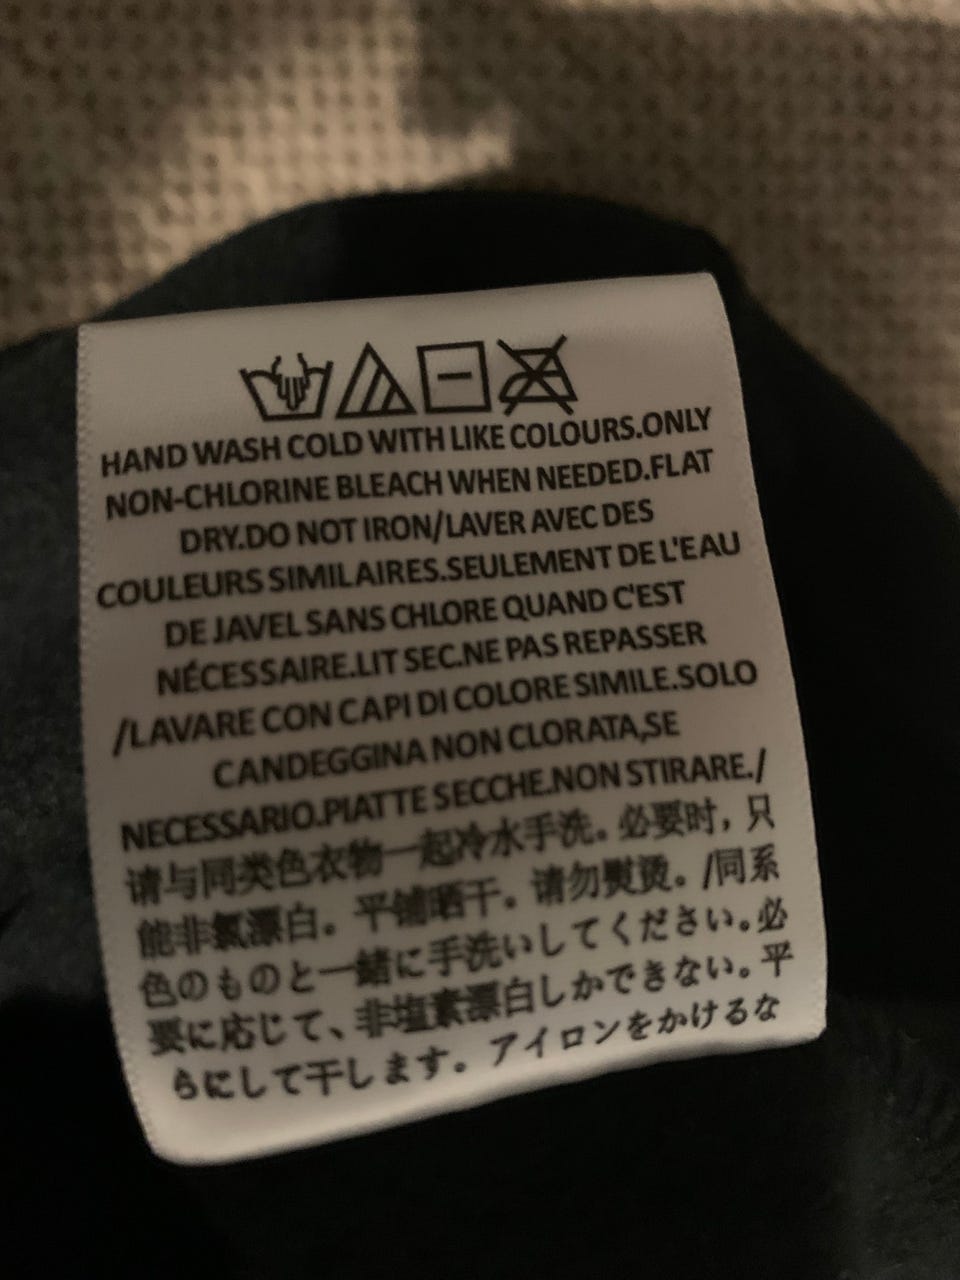 HAND WASH COLD WITH LIKE COLOURS.ONLY
NON-CHLORINE BLEACH WHEN NEEDED.FLAT
DRY.DO NOT IRON/LAVER AVEC DES
COULEURS SIMILAIRES.SEULEMENT DE L'EAU
DE JAVEL SANS CHLORE QUAND C'EST
NÉCESSAIRE.LIT SEC.NE PAS REPASSER
/LAVARE CON CAPI DI COLORE SIMILE.SOLO
CANDEGGINA NON CLORATA,SE
NECESSARIO.PIATTE SECCHE.NON STIRARE./
请与同类色衣物一起冷水手洗。必要时，只
能非氯漂白。平铺晒干。请勿熨烫。/同系
色のものと一緒に手洗いしてください。必
要に応じて、非塩素漂白しかできない。平
らにして干します。アイロンをかけるな